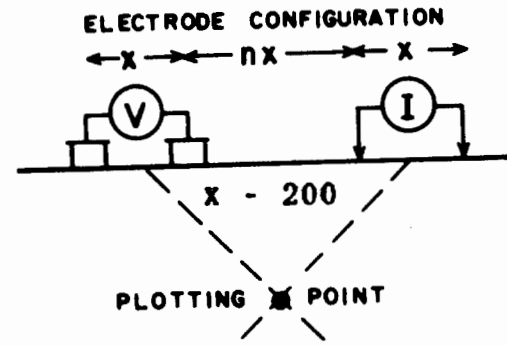 ELECTRODE CONFIGURATION
x nx x
V I
x - 200
PLOTTING POINT